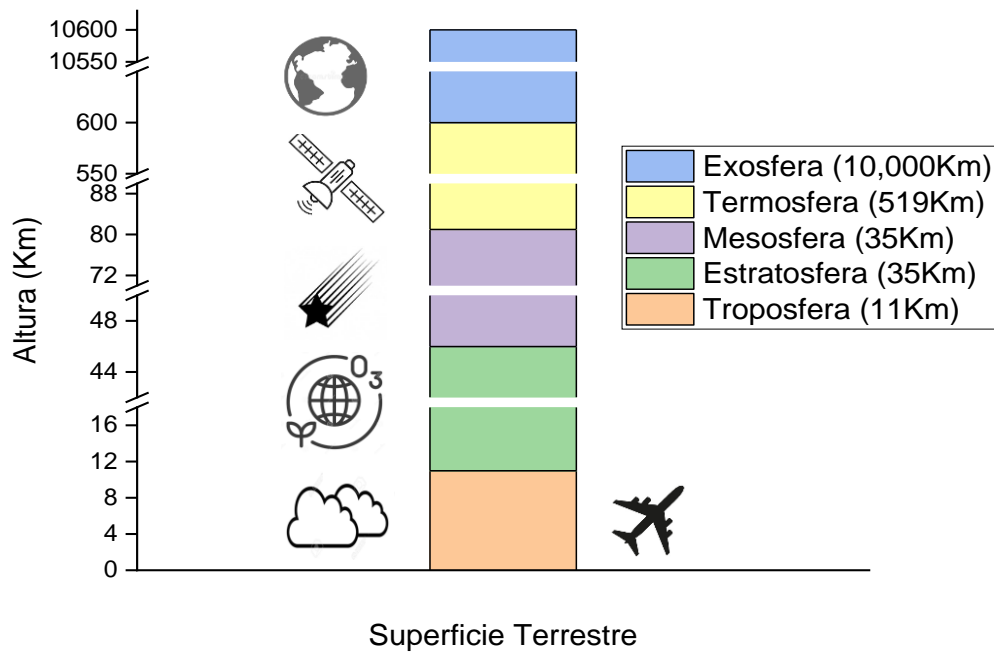 10600
10550
600
550
88
80
72
48
44
16
12
8
4
0
Altura (Km)
O3
Exosfera (10,000Km)
Termosfera (519Km)
Mesosfera (35Km)
Estratosfera (35Km)
Troposfera (11Km)
Superficie Terrestre